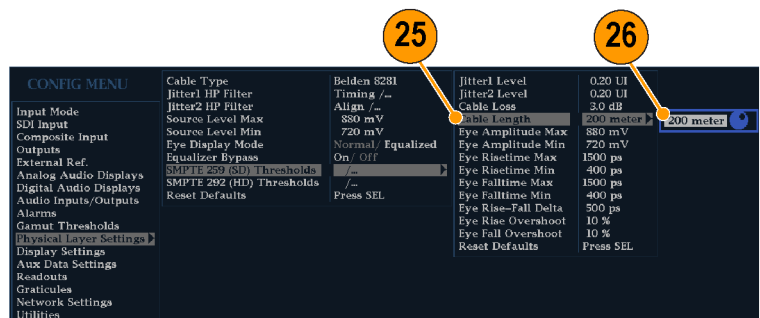 25
26
CONFIG MENU
Input Mode
SDI Input
Composite Input
Outputs
External Ref.
Analog Audio Displays
Digital Audio Displays
Audio Inputs/Outputs
Alarms
Gamut Thresholds
Physical Layer Settings
Display Settings
Aux Data Settings
Readouts
Graticules
Network Settings
Utilities
Cable Type Belden 8281
Jitter1 HP Filter Timing /...
Jitter2 HP Filter Align /...
Source Level Max 880 mV
Source Level Min 720 mV
Eye Display Mode Normal/ Equalized
Equalizer Bypass On/ Off
SMPTE 259 (SD) Thresholds /...
SMPTE 292 (HD) Thresholds /...
Reset Defaults Press SEL
Jitter1 Level 0.20 UI
Jitter2 Level 0.20 UI
Cable Loss 3.0 dB
Cable Length 200 meter
Eye Amplitude Max 880 mV
Eye Amplitude Min 720 mV
Eye Risetime Max 1500 ps
Eye Risetime Min 400 ps
Eye Falltime Max 1500 ps
Eye Falltime Min 400 ps
Eye Rise-Fall Delta 500 ps
Eye Rise Overshoot 10 %
Eye Fall Overshoot 10 %
Reset Defaults Press SEL
200 meter